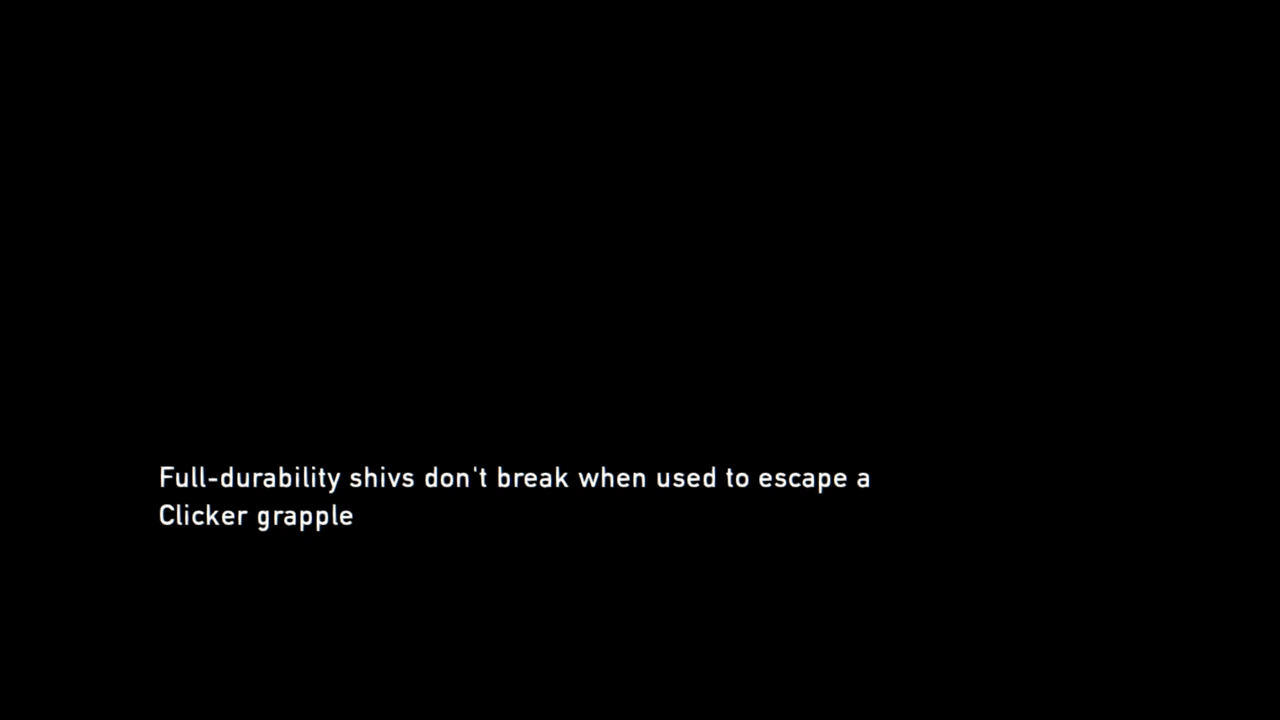 Full-durability shivs don't break when used to escape a
Clicker grapple